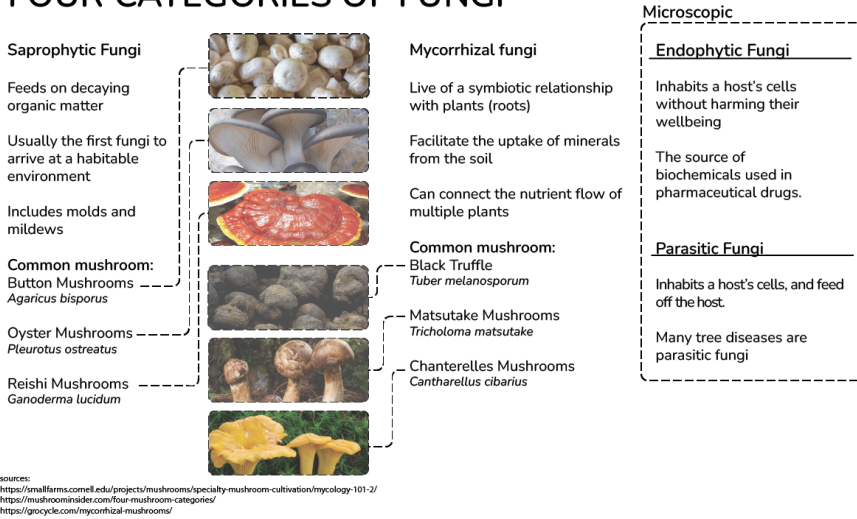 FOUR CATEGORIES OF FUNGI
Saprophytic Fungi
Feeds on decaying
organic matter
Usually the first fungi to
arrive at a habitable
environment
Includes molds and
mildews
Common mushroom:
Button Mushrooms
Agaricus bisporus
Oyster Mushrooms
Pleurotus ostreatus
Reishi Mushrooms
Ganoderma lucidum
Mycorrhizal fungi
Live of a symbiotic relationship
with plants (roots)
Facilitate the uptake of minerals
from the soil
Can connect the nutrient flow of
multiple plants
Common mushroom:
Black Truffle
Tuber melanosporum
Matsutake Mushrooms
Tricholoma matsutake
Chanterelles Mushrooms
Cantharellus cibarius
Microscopic
Endophytic Fungi
Inhabits a host's cells
without harming their
wellbeing
The source of
biochemicals used in
pharmaceutical drugs.
Parasitic Fungi
Inhabits a host's cells, and feed
off the host.
Many tree diseases are
parasitic fungi
sources:
https://smallfarms.cornell.edu/projects/mushrooms/specialty-mushroom-cultivation/mycology-101-2/
https://mushroominsider.com/four-mushroom-categories/
https://grocycle.com/mycorrhizal-mushrooms/